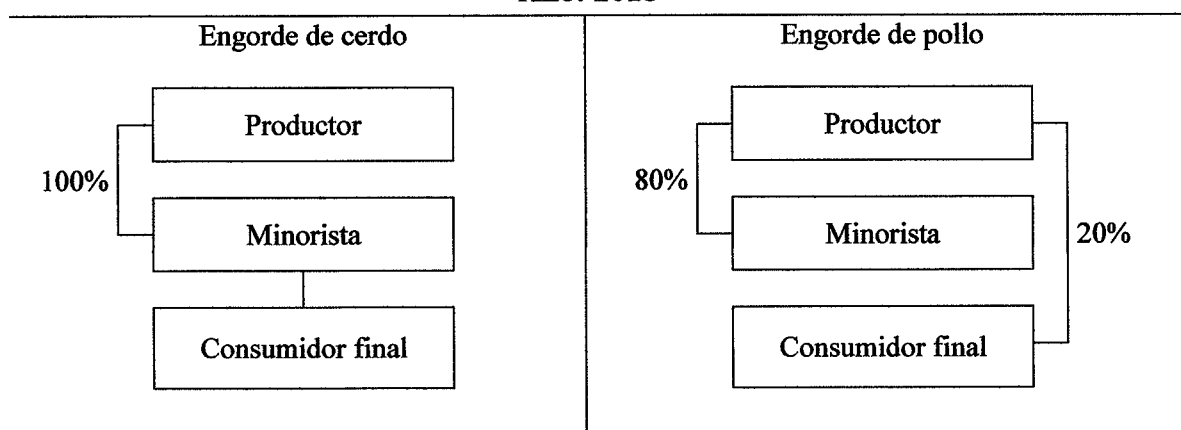 Engorde de cerdo
Productor
100%
Minorista
Consumidor final
Engorde de pollo
Productor
80%
Minorista
20%
Consumidor final